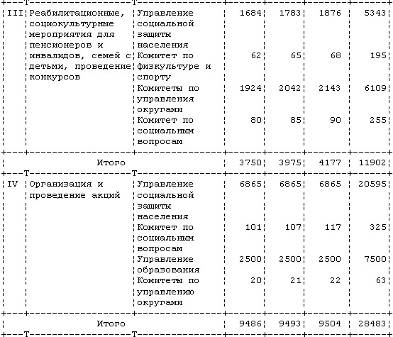 +---T-------------------T-----------------T------T------T------T-------+
¦III¦Реабилитационные, ¦Управление ¦ 1684¦ 1783¦ 1876¦ 5343¦
¦ ¦социокультурные ¦социальной ¦ ¦ ¦ ¦ ¦
¦ ¦мероприятия для ¦защиты ¦ ¦ ¦ ¦ ¦
¦ ¦пенсионеров и ¦населения ¦ ¦ ¦ ¦ ¦
¦ ¦инвалидов, семей с¦Комитет по ¦ 62¦ 65¦ 68¦ 195¦
¦ ¦детьми, проведение¦физкультуре и ¦ ¦ ¦ ¦ ¦
¦ ¦конкурсов ¦спорту ¦ ¦ ¦ ¦ ¦
¦ ¦ ¦Комитеты по ¦ 1924¦ 2042¦ 2143¦ 6109¦
¦ ¦ ¦управления ¦ ¦ ¦ ¦ ¦
¦ ¦ ¦округами ¦ ¦ ¦ ¦ ¦
¦ ¦ ¦Комитет по ¦ 80¦ 85¦ 90¦ 255¦
¦ ¦ ¦социальным ¦ ¦ ¦ ¦ ¦
¦ ¦ ¦вопросам ¦ ¦ ¦ ¦ ¦
¦ Итого ¦ 3750¦ 3975¦ 4177¦ 11902¦
¦IV ¦Организация и ¦Управление ¦ 6865¦ 6865¦ 6865¦ 20595¦
¦ ¦проведение акций ¦социальной ¦ ¦ ¦ ¦ ¦
¦ ¦ ¦защиты ¦ ¦ ¦ ¦ ¦
¦ ¦ ¦населения ¦ ¦ ¦ ¦ ¦
¦ ¦ ¦Комитет по ¦ 101¦ 107¦ 117¦ 325¦
¦ ¦ ¦социальным ¦ ¦ ¦ ¦ ¦
¦ ¦ ¦вопросам ¦ ¦ ¦ ¦ ¦
¦ ¦ ¦Управление ¦ 2500¦ 2500¦ 2500¦ 7500¦
¦ ¦ ¦образования ¦ ¦ ¦ ¦ ¦
¦ ¦ ¦Комитеты по ¦ 20¦ 21¦ 22¦ 63¦
¦ ¦ ¦управлению ¦ ¦ ¦ ¦ ¦
¦ ¦ ¦округами ¦ ¦ ¦ ¦ ¦
¦ Итого ¦ 9486¦ 9493¦ 9504¦ 28483¦